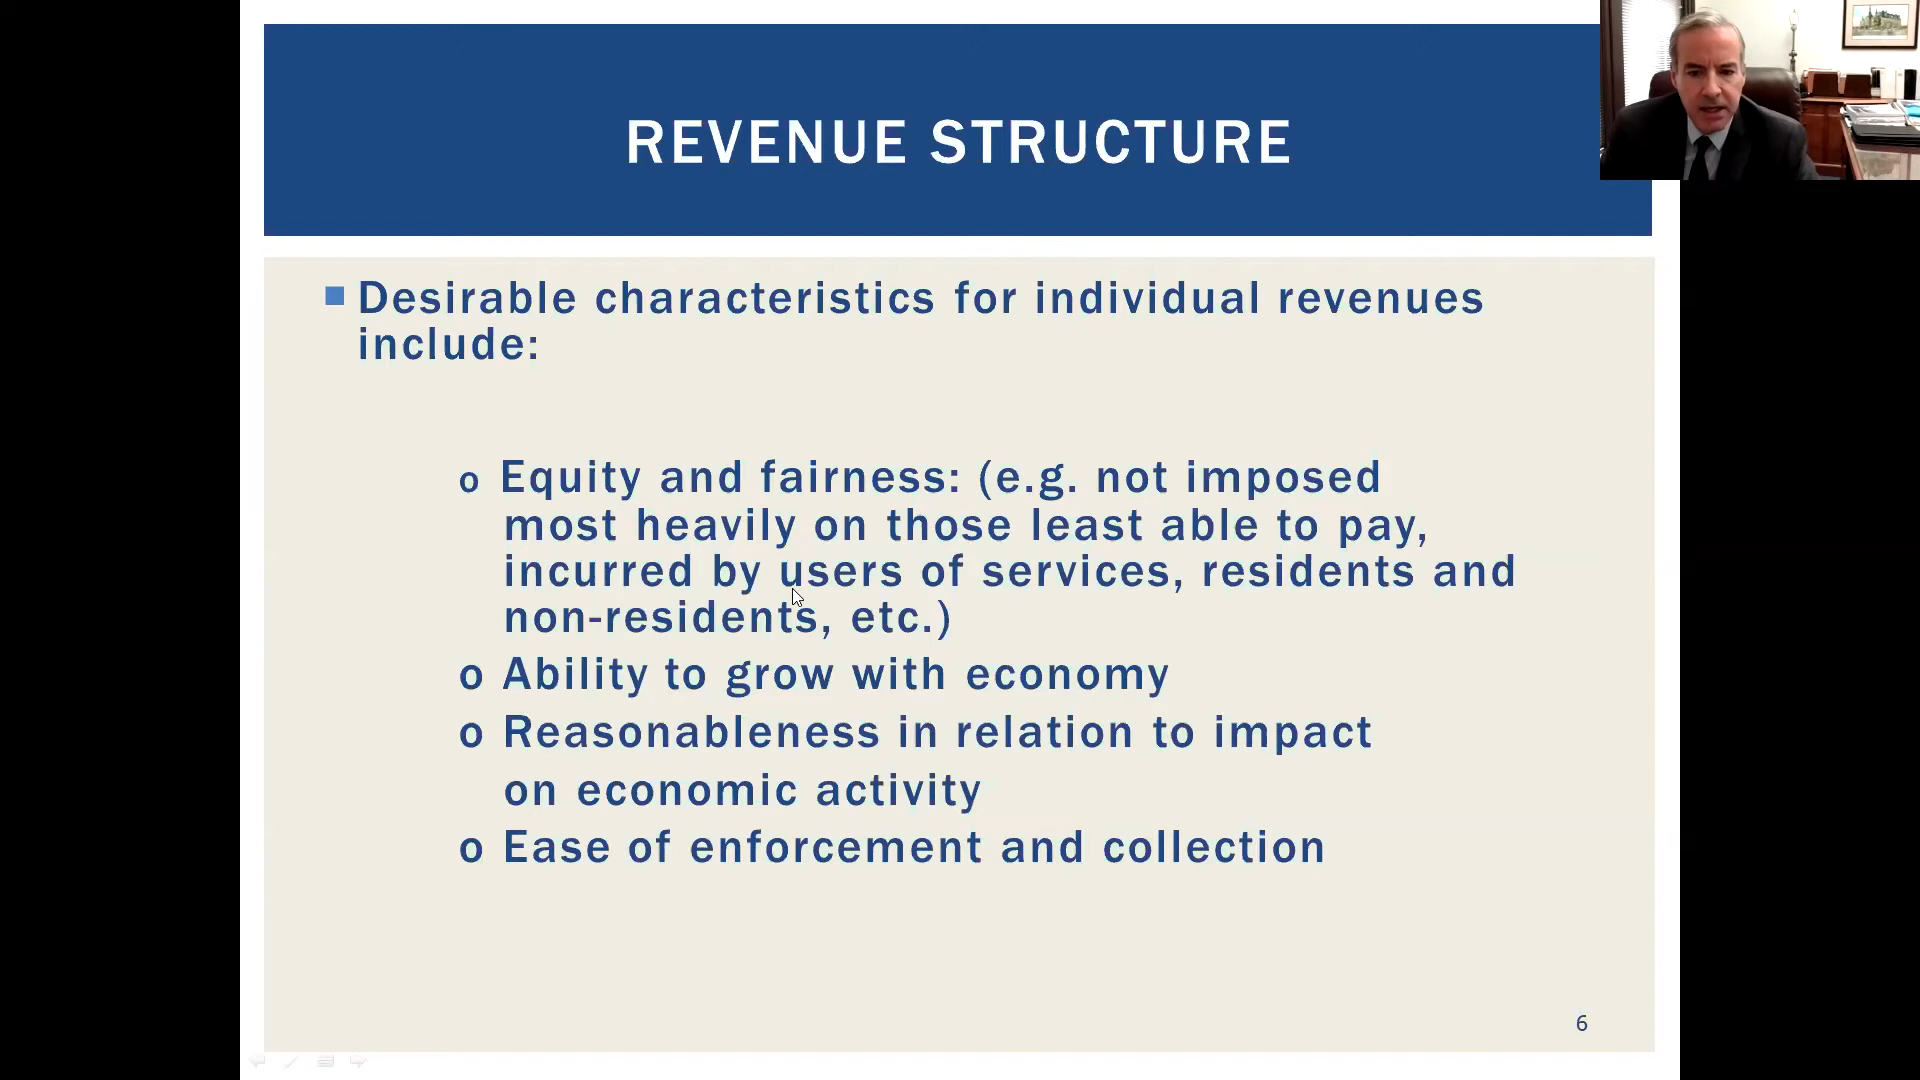 REVENUE STRUCTURE
Desirable characteristics for individual revenues
include:
o Equity and fairness: (e.g. not imposed
most heavily on those least able to pay,
incurred by users of services, residents and
non-residents, etc.)
o Ability to grow with economy
o Reasonableness in relation to impact
on economic activity
o Ease of enforcement and collection
6